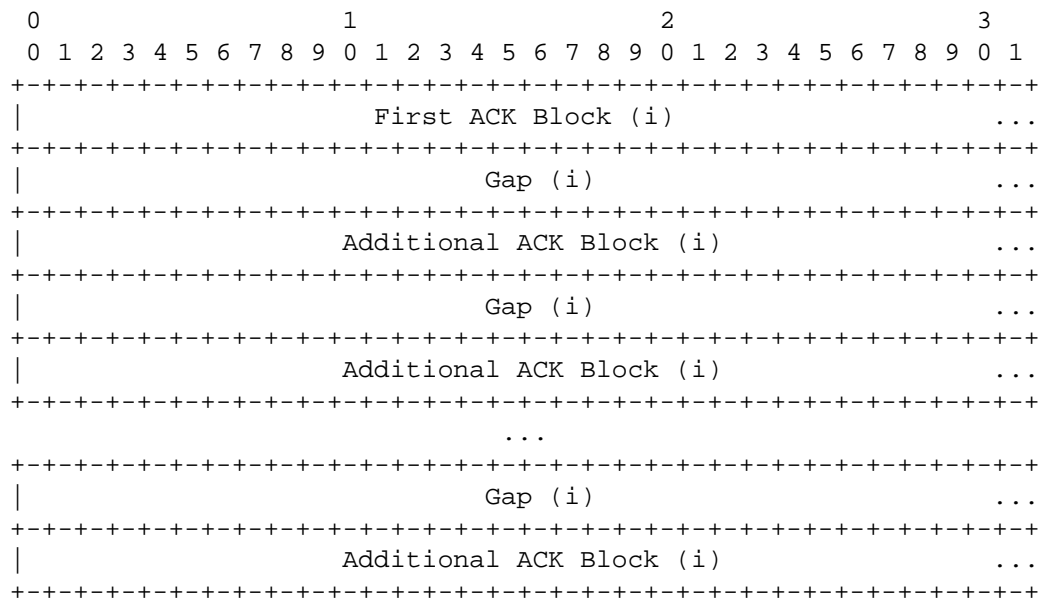 0                   1                   2                   3
 0 1 2 3 4 5 6 7 8 9 0 1 2 3 4 5 6 7 8 9 0 1 2 3 4 5 6 7 8 9 0 1
+-+-+-+-+-+-+-+-+-+-+-+-+-+-+-+-+-+-+-+-+-+-+-+-+-+-+-+-+-+-+-+-+
|                      First ACK Block (i)                    ...
+-+-+-+-+-+-+-+-+-+-+-+-+-+-+-+-+-+-+-+-+-+-+-+-+-+-+-+-+-+-+-+-+
|                             Gap (i)                         ...
+-+-+-+-+-+-+-+-+-+-+-+-+-+-+-+-+-+-+-+-+-+-+-+-+-+-+-+-+-+-+-+-+
|                    Additional ACK Block (i)                 ...
+-+-+-+-+-+-+-+-+-+-+-+-+-+-+-+-+-+-+-+-+-+-+-+-+-+-+-+-+-+-+-+-+
|                             Gap (i)                         ...
+-+-+-+-+-+-+-+-+-+-+-+-+-+-+-+-+-+-+-+-+-+-+-+-+-+-+-+-+-+-+-+-+
|                    Additional ACK Block (i)                 ...
+-+-+-+-+-+-+-+-+-+-+-+-+-+-+-+-+-+-+-+-+-+-+-+-+-+-+-+-+-+-+-+-+
                               ...
+-+-+-+-+-+-+-+-+-+-+-+-+-+-+-+-+-+-+-+-+-+-+-+-+-+-+-+-+-+-+-+-+
|                             Gap (i)                         ...
+-+-+-+-+-+-+-+-+-+-+-+-+-+-+-+-+-+-+-+-+-+-+-+-+-+-+-+-+-+-+-+-+
|                    Additional ACK Block (i)                 ...
+-+-+-+-+-+-+-+-+-+-+-+-+-+-+-+-+-+-+-+-+-+-+-+-+-+-+-+-+-+-+-+-+